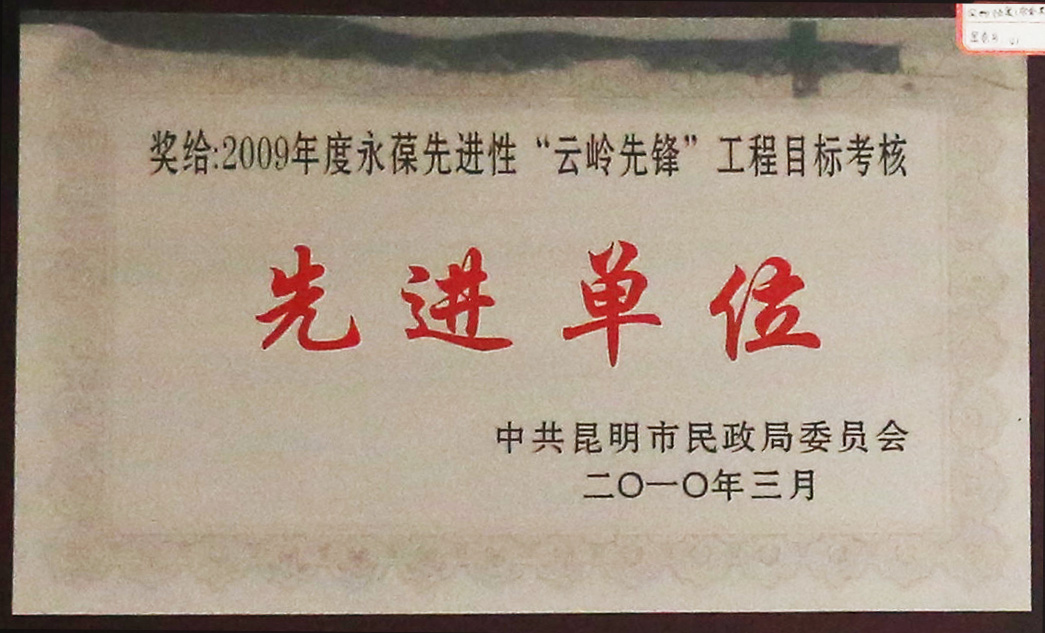 奖给:2009年度永葆先进性“云岭先锋”工程目标考核
先进单位
中共昆明市民政局委员会
二〇一〇年三月